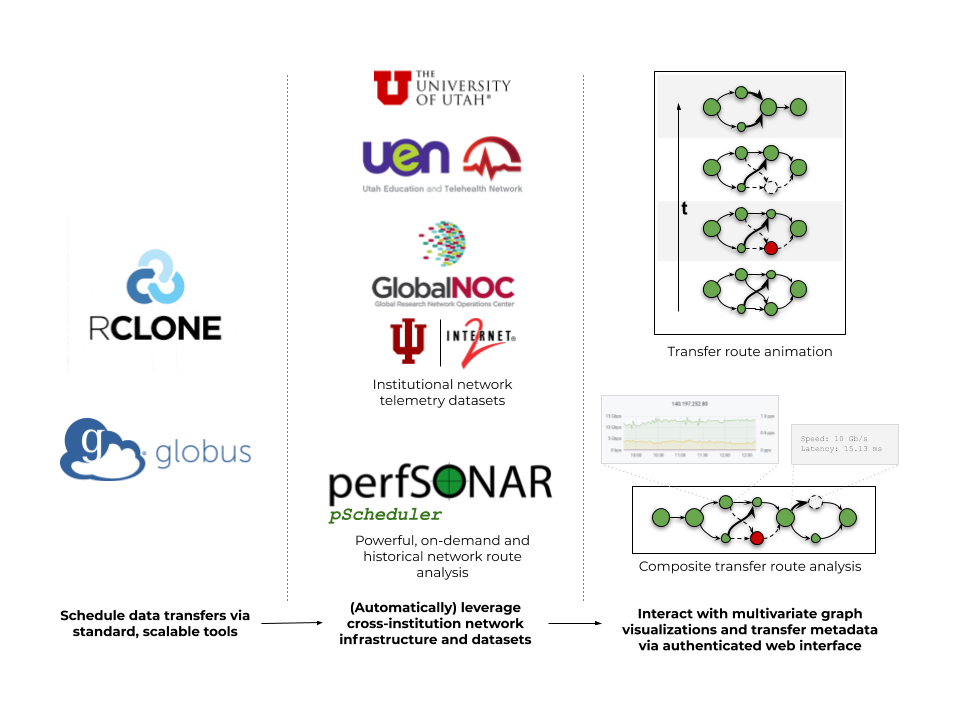 RCLONE
globus
Schedule data transfers via
standard, scalable tools
THE
UNIVERSITY
OF UTAH®
uen
Utah Education and Telehealth Network
GlobalNOC
Global Research Network Operations Center
INTERNET
2
Institutional network
telemetry datasets
perfSONAR
pScheduler
Powerful, on-demand and
historical network route
analysis
(Automatically) leverage
cross-institution network
infrastructure and datasets
t
Transfer route animation
140.197.252.85
Speed: 10 Gb/s
Latency: 15.13 ms
Composite transfer route analysis
Interact with multivariate graph
visualizations and transfer metadata
via authenticated web interface